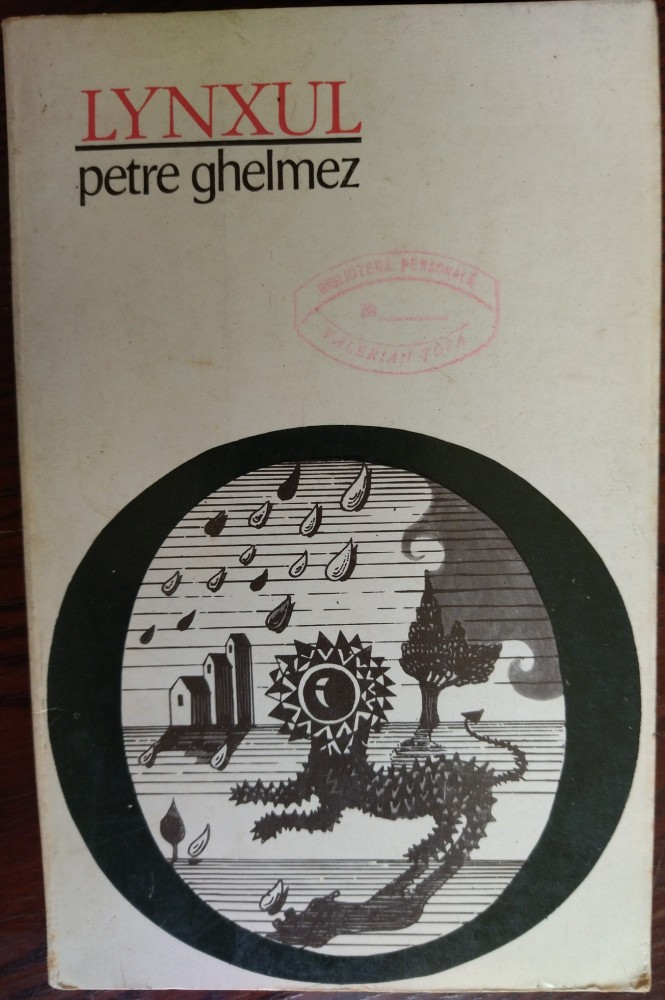 LYNXUL
petre ghelmez
BIBLIOTECA PERSONALĂ
VALERIAN TOPA